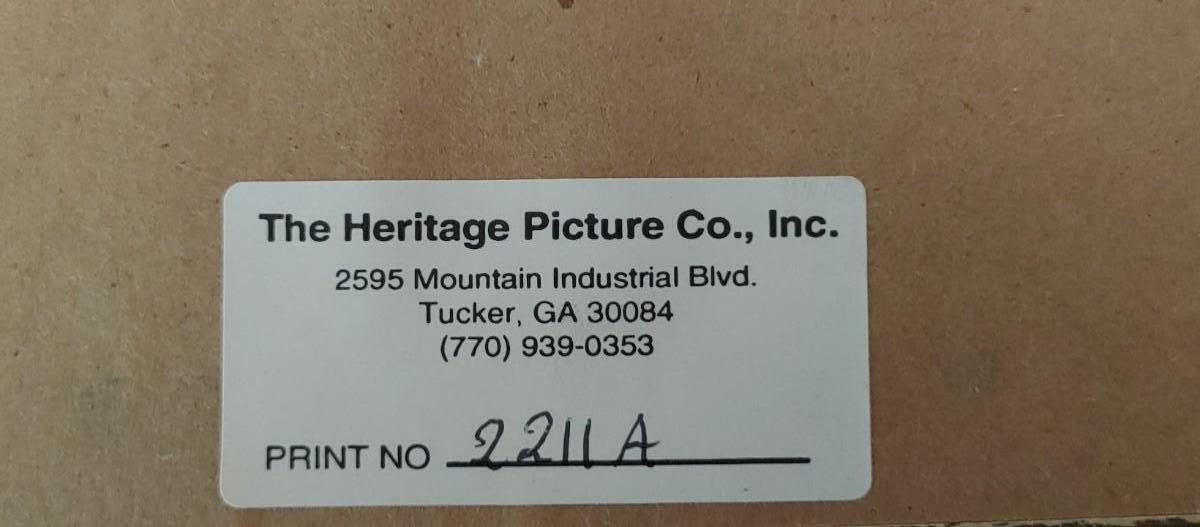 The Heritage Picture Co., Inc.
2595 Mountain Industrial Blvd.
Tucker, GA 30084
(770) 939-0353
PRINT NO 2211A